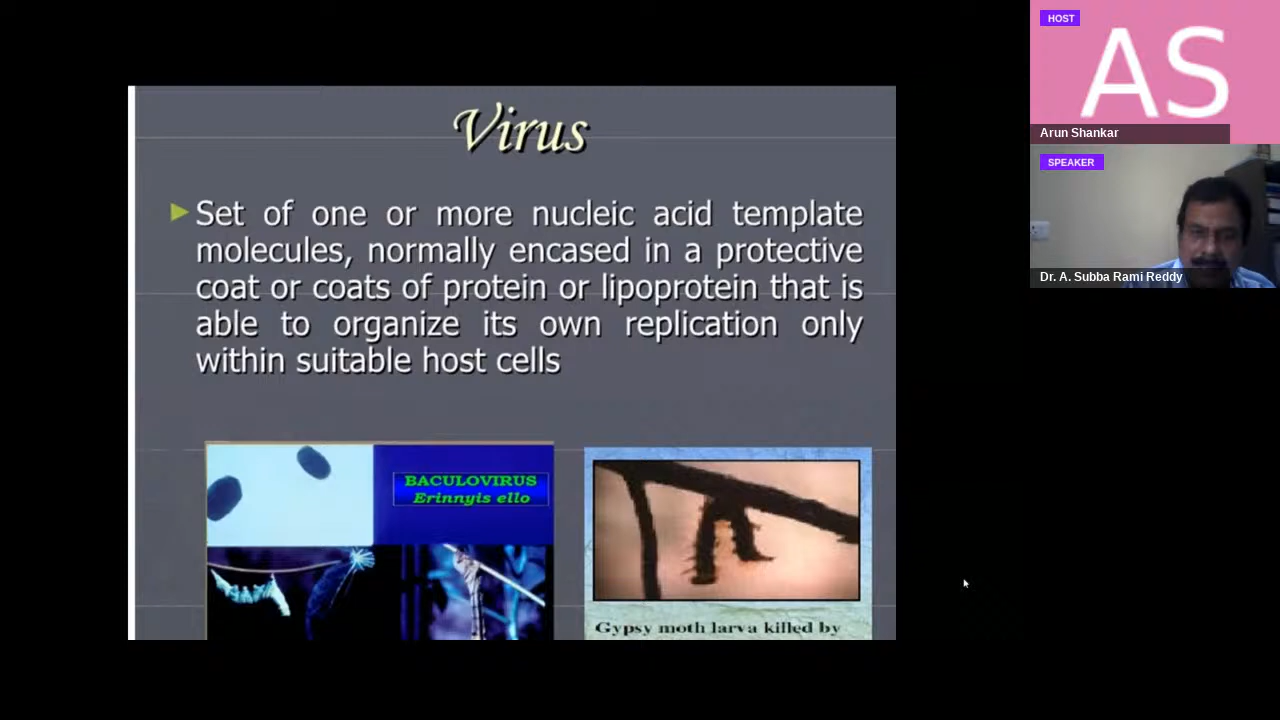 Virus
Set of one or more nucleic acid template
molecules, normally encased in a protective
coat or coats of protein or lipoprotein that is
able to organize its own replication only
within suitable host cells
BACULOVIRUS
Erinnyis ello
Gypsy moth larva killed by
HOST
AS
Arun Shankar
SPEAKER
Dr. A. Subba Rami Reddy